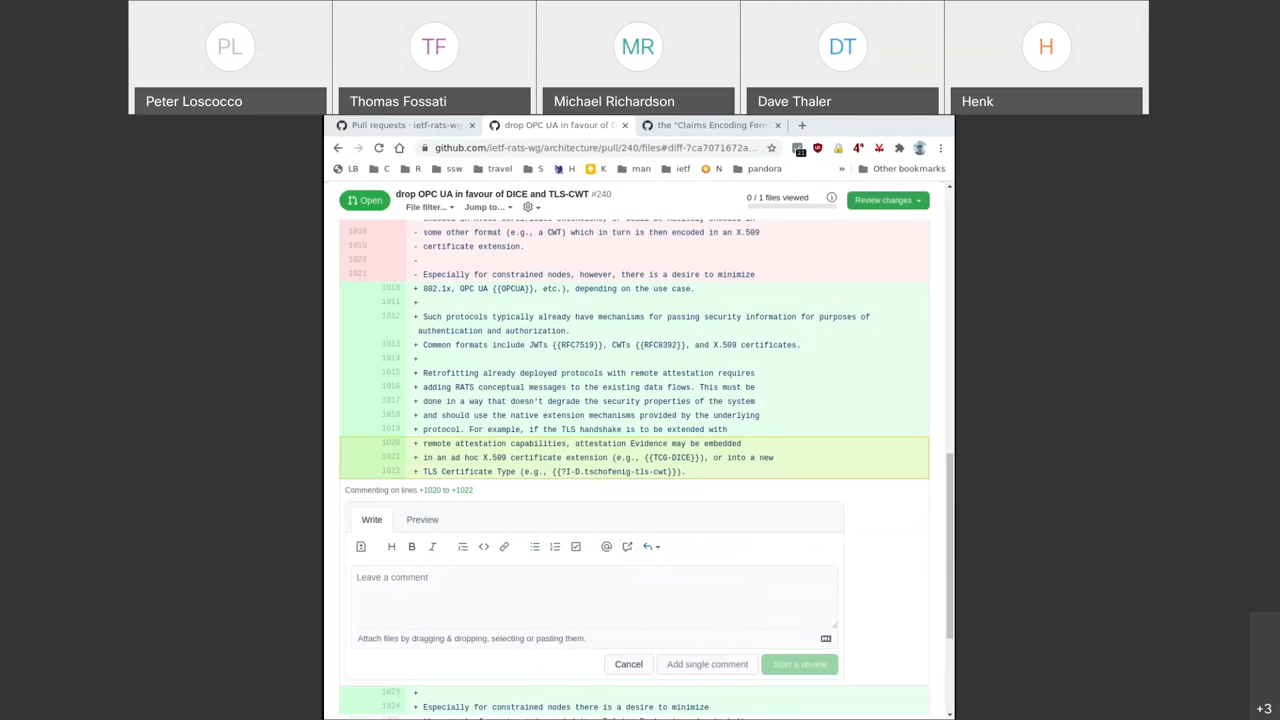 PL
TF
MR
DT
H
Peter Loscocco
Thomas Fossati
Michael Richardson
Dave Thaler
Henk
Pull requests · ietf-rats-wg
drop OPC UA in favour of
the "Claims Encoding Form
github.com/ietf-rats-wg/architecture/pull/240/files#diff-7ca7071672a...
21
LB C R ssw travel S H K man ietf N pandora » Other bookmarks
Open
drop OPC UA in favour of DICE and TLS-CWT #240
File filter... Jump to...
0 / 1 files viewed
Review changes
1018 - some other format (e.g., a CWT) which in turn is then encoded in an X.509
1019 - certificate extension.
1020 -
1021 - Especially for constrained nodes, however, there is a desire to minimize
1010 + 802.1x, OPC UA {{OPCUA}}, etc.), depending on the use case.
1011 +
1012 + Such protocols typically already have mechanisms for passing security information for purposes of
authentication and authorization.
1013 + Common formats include JWTs {{RFC7519}}, CWTs {{RFC8392}}, and X.509 certificates.
1014 +
1015 + Retrofitting already deployed protocols with remote attestation requires
1016 + adding RATS conceptual messages to the existing data flows. This must be
1017 + done in a way that doesn't degrade the security properties of the system
1018 + and should use the native extension mechanisms provided by the underlying
1019 + protocol. For example, if the TLS handshake is to be extended with
1020 + remote attestation capabilities, attestation Evidence may be embedded
1021 + in an ad hoc X.509 certificate extension (e.g., {{TCG-DICE}}), or into a new
1022 + TLS Certificate Type (e.g., {{?I-D.tschofenig-tls-cwt}}).
Commenting on lines +1020 to +1022
Write Preview
Leave a comment
Attach files by dragging & dropping, selecting or pasting them.
Cancel Add single comment Start a review
1023 +
1024 + Especially for constrained nodes there is a desire to minimize
+3